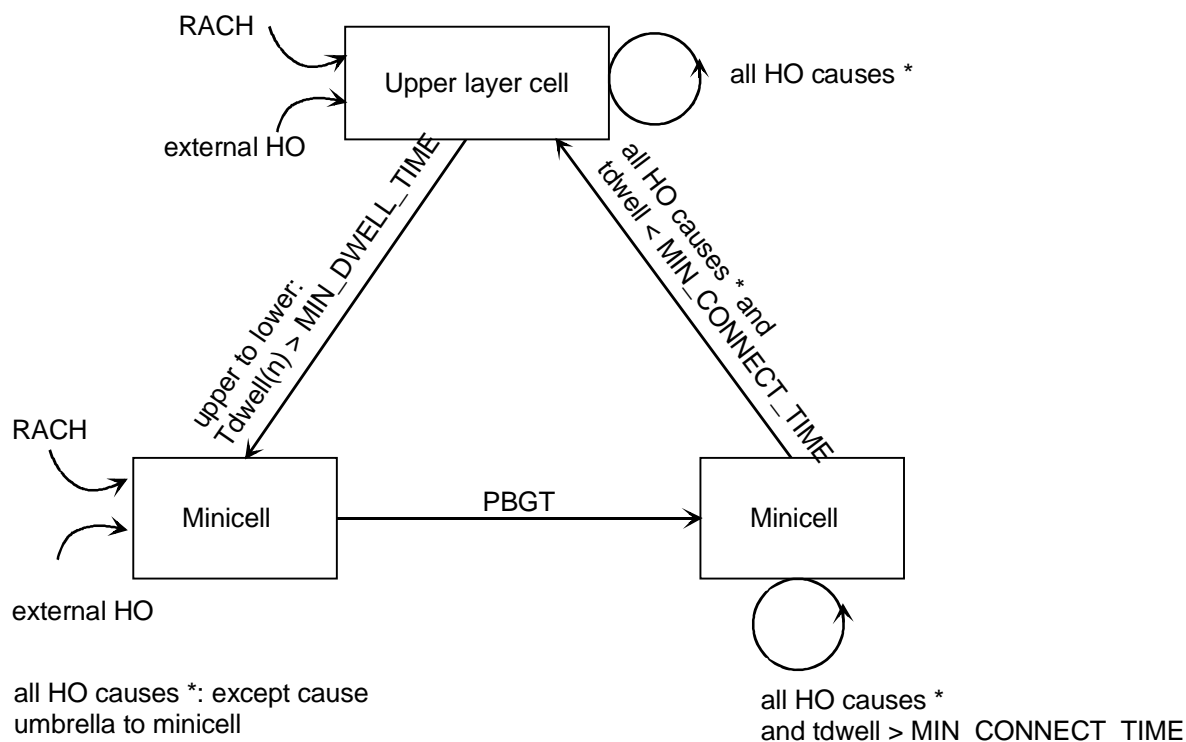 RACH
Upper layer cell
all HO causes *
external HO
all HO causes * and
tdwell < MIN_CONNECT_TIME
upper to lower:
Tdwell(n) > MIN_DWELL_TIME
RACH
Minicell
PBGT
Minicell
external HO
all HO causes *: except cause
umbrella to minicell
all HO causes *
and tdwell > MIN_CONNECT_TIME